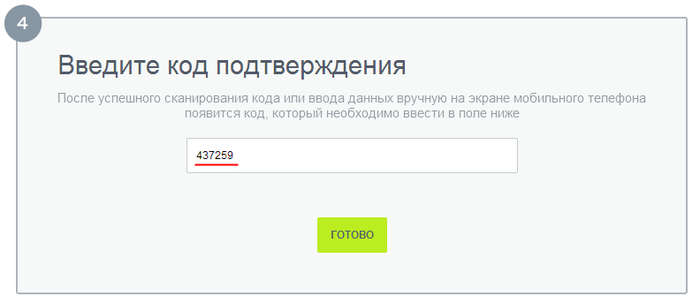 4
Введите код подтверждения
После успешного сканирования кода или ввода данных вручную на экране мобильного телефона
появится код, который необходимо ввести в поле ниже
437259
ГОТОВО